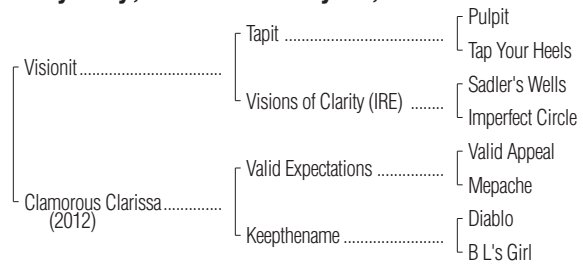 Pulpit
Tapit
Tap Your Heels
Visionit
Sadler's Wells
Visions of Clarity (IRE)
Imperfect Circle
Valid Appeal
Valid Expectations
Mepache
Clamorous Clarissa
(2012)
Diablo
Keepthename
B L's Girl